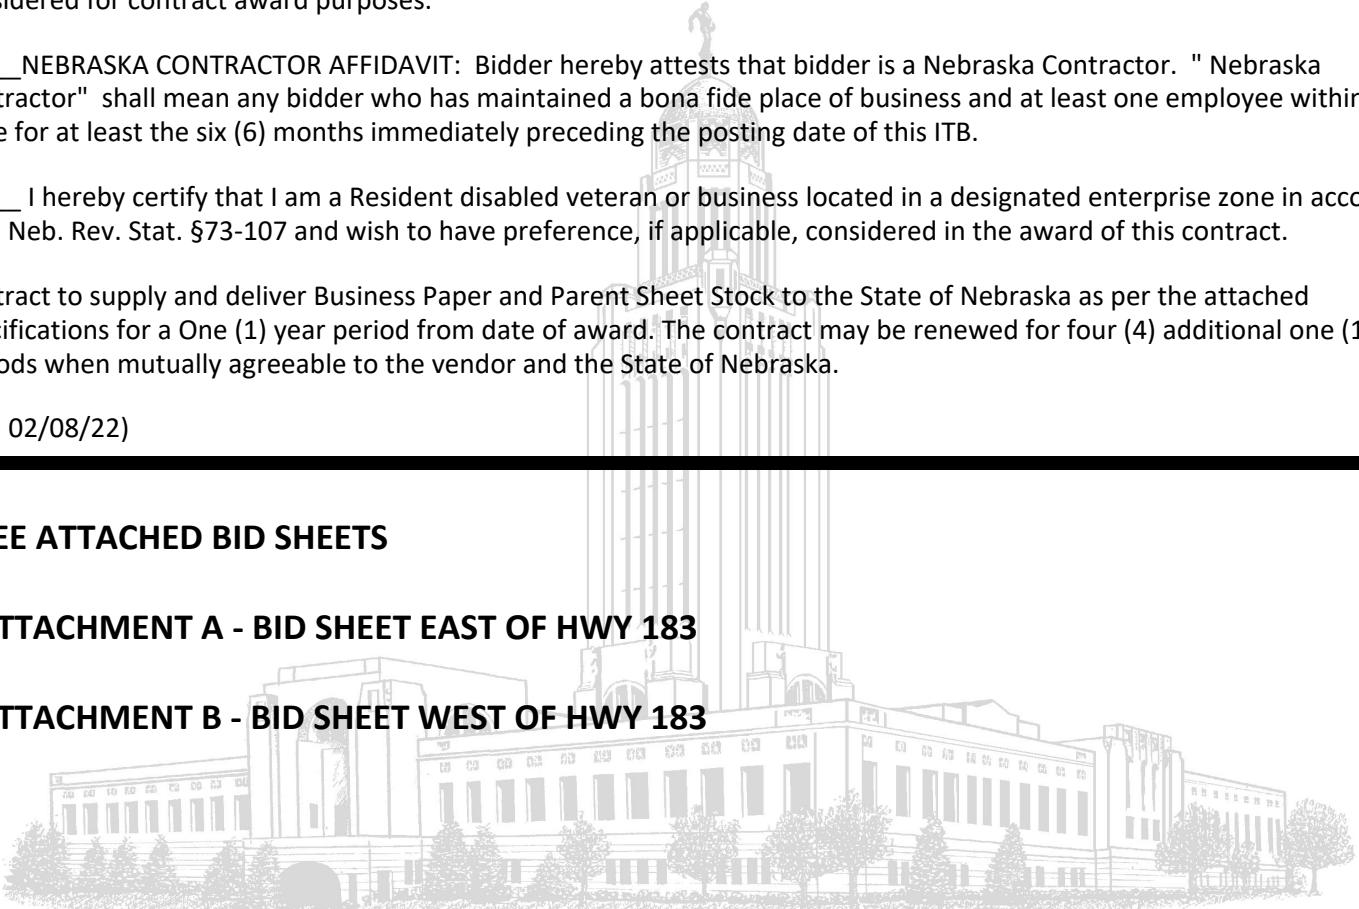 sidered for contract award purposes.
__NEBRASKA CONTRACTOR AFFIDAVIT: Bidder hereby attests that bidder is a Nebraska Contractor. " Nebraska
tractor" shall mean any bidder who has maintained a bona fide place of business and at least one employee within
e for at least the six (6) months immediately preceding the posting date of this ITB.
__ I hereby certify that I am a Resident disabled veteran or business located in a designated enterprise zone in acco
Neb. Rev. Stat. §73-107 and wish to have preference, if applicable, considered in the award of this contract.
tract to supply and deliver Business Paper and Parent Sheet Stock to the State of Nebraska as per the attached
cifications for a One (1) year period from date of award. The contract may be renewed for four (4) additional one (1
ods when mutually agreeable to the vendor and the State of Nebraska.
02/08/22)
EE ATTACHED BID SHEETS
TTACHMENT A - BID SHEET EAST OF HWY 183
TTACHMENT B - BID SHEET WEST OF HWY 183